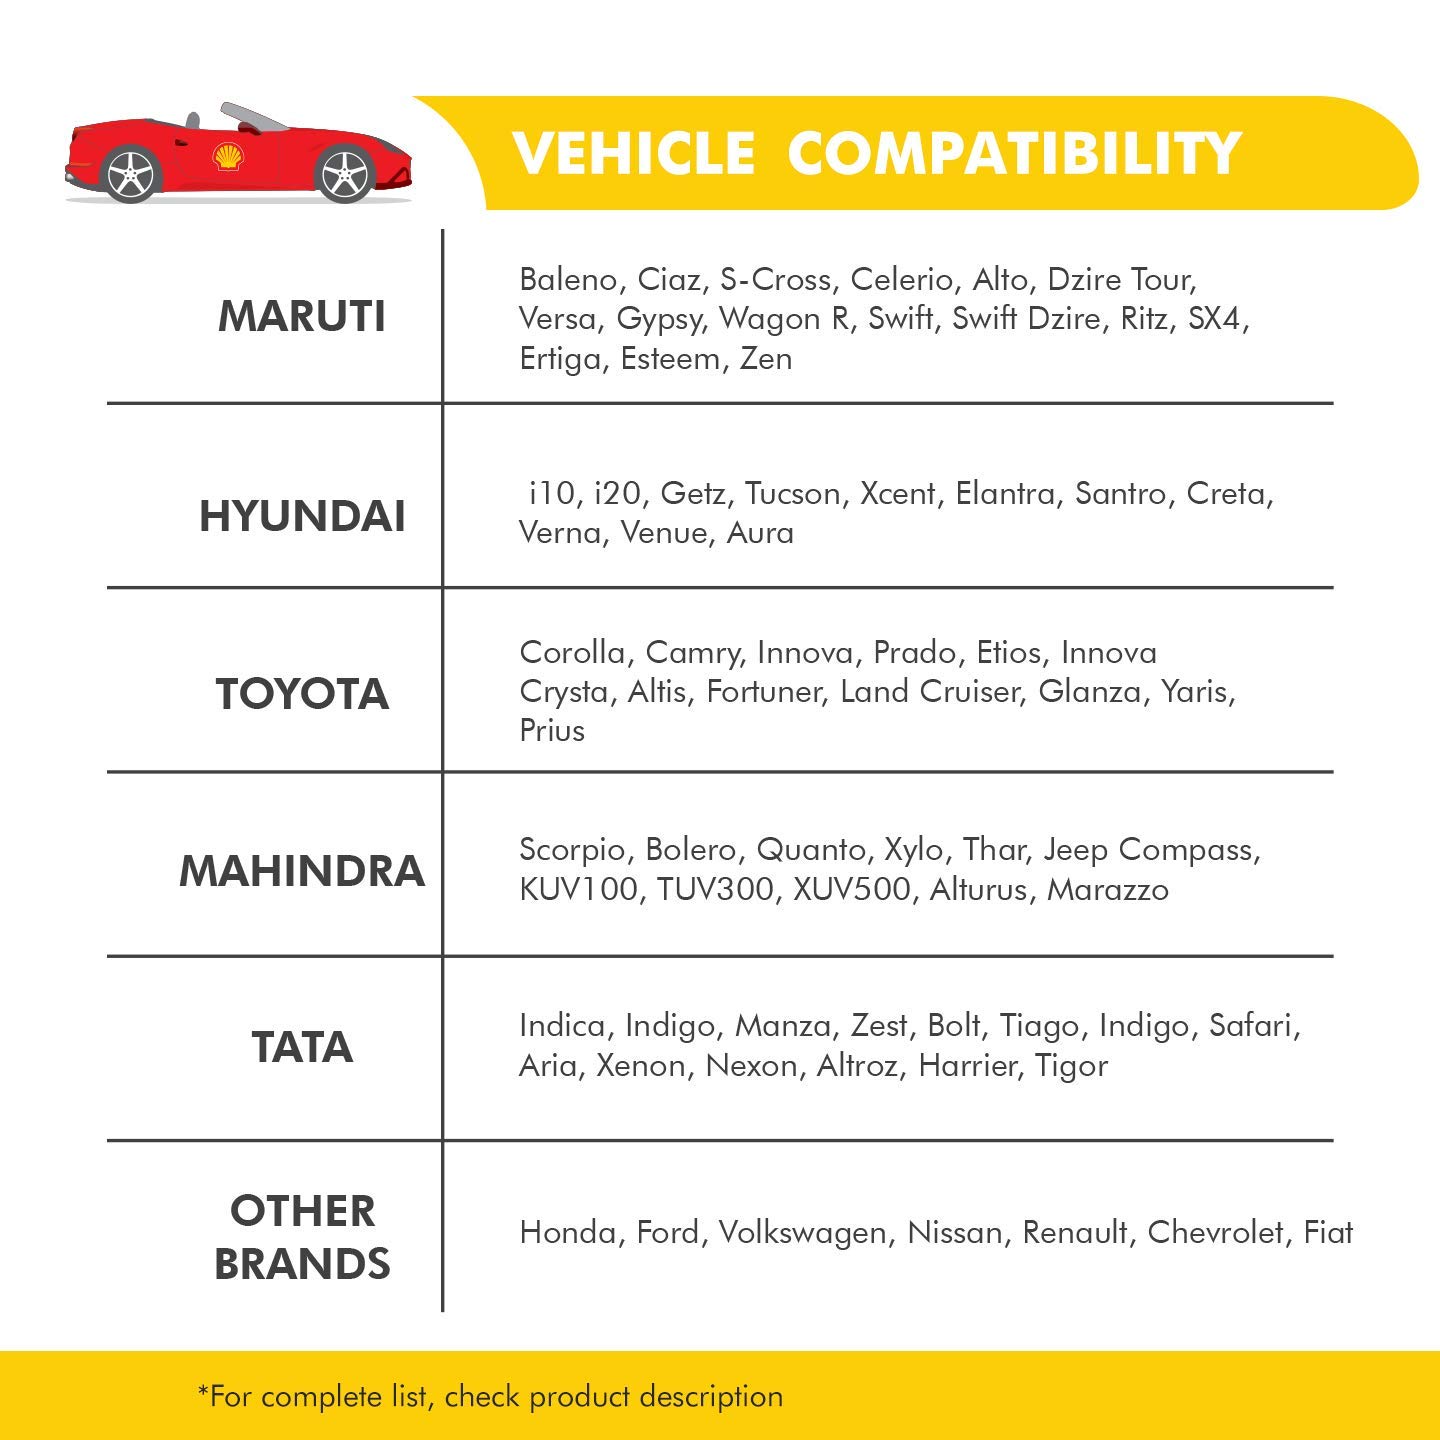 VEHICLE COMPATIBILITY
MARUTI
Baleno, Ciaz, S-Cross, Celerio, Alto, Dzire Tour,
Versa, Gypsy, Wagon R, Swift, Swift Dzire, Ritz, SX4,
Ertiga, Esteem, Zen
HYUNDAI
i10, i20, Getz, Tucson, Xcent, Elantra, Santro, Creta,
Verna, Venue, Aura
TOYOTA
Corolla, Camry, Innova, Prado, Etios, Innova
Crysta, Altis, Fortuner, Land Cruiser, Glanza, Yaris,
Prius
MAHINDRA
Scorpio, Bolero, Quanto, Xylo, Thar, Jeep Compass,
KUV100, TUV300, XUV500, Alturus, Marazzo
TATA
Indica, Indigo, Manza, Zest, Bolt, Tiago, Indigo, Safari,
Aria, Xenon, Nexon, Altroz, Harrier, Tigor
OTHER
BRANDS
Honda, Ford, Volkswagen, Nissan, Renault, Chevrolet, Fiat
*For complete list, check product description